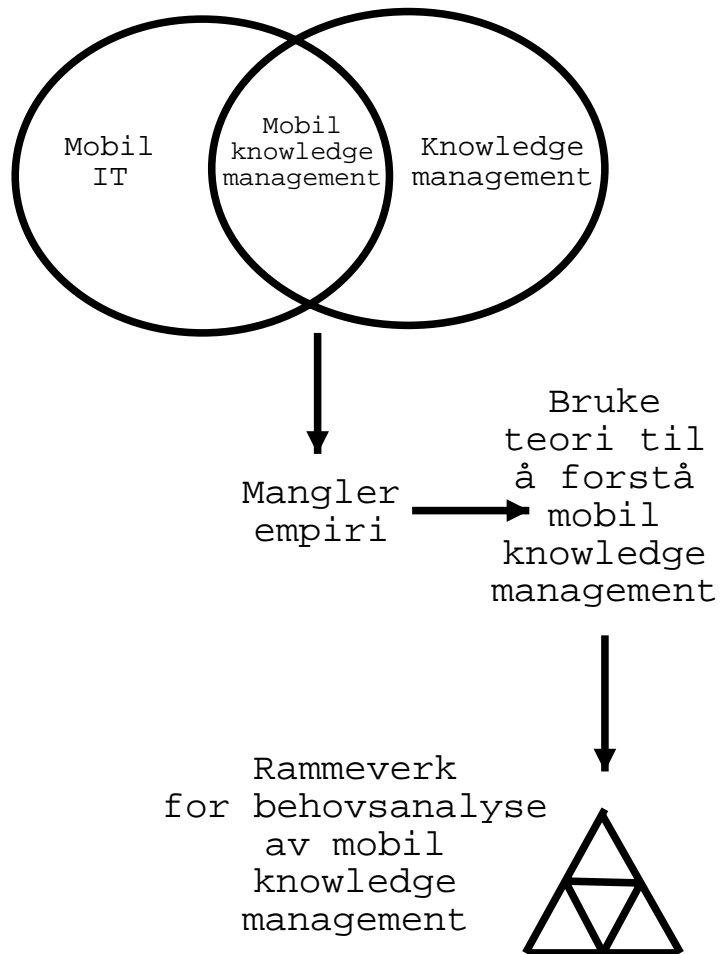 Mobil
IT
Mobil
knowledge
management
Knowledge
management
Mangler
empiri
Bruke
teori til
å forstå
mobil
knowledge
management
Rammeverk
for behovsanalyse
av mobil
knowledge
management